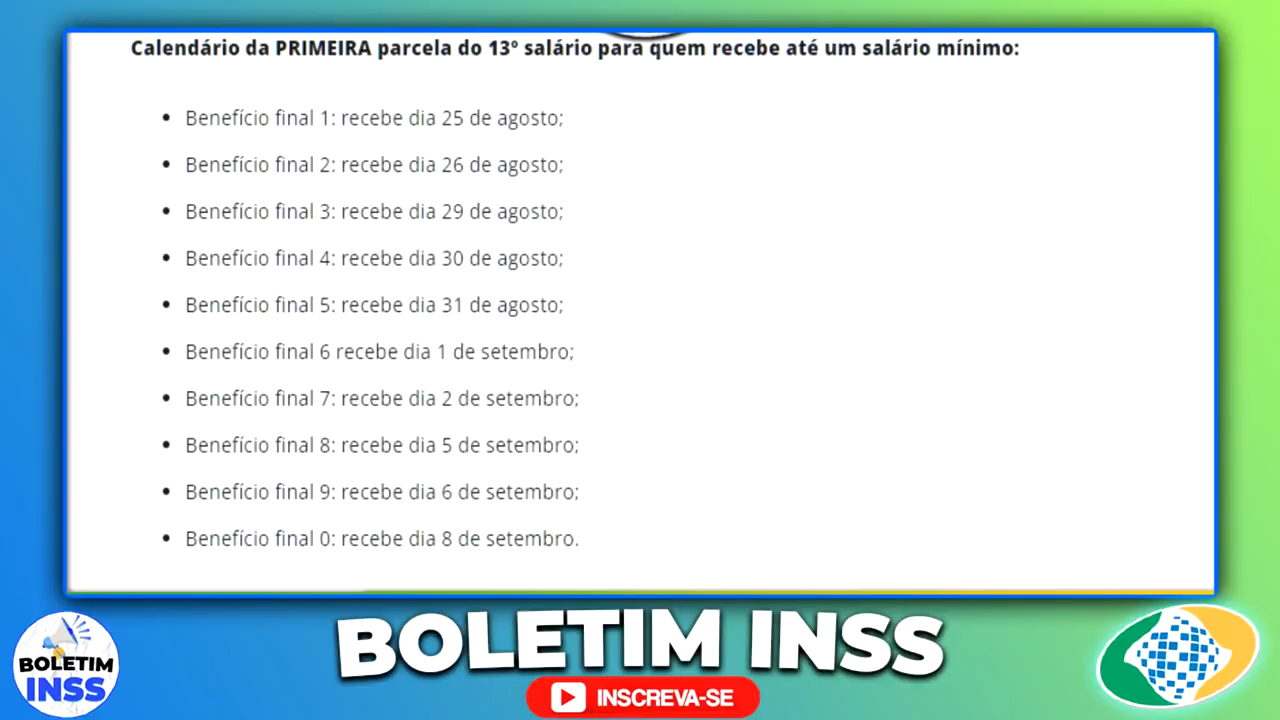 Calendário da PRIMEIRA parcela do 13º salário para quem recebe até um salário mínimo:
• Benefício final 1: recebe dia 25 de agosto;
• Benefício final 2: recebe dia 26 de agosto;
• Benefício final 3: recebe dia 29 de agosto;
• Benefício final 4: recebe dia 30 de agosto;
• Benefício final 5: recebe dia 31 de agosto;
• Benefício final 6 recebe dia 1 de setembro;
• Benefício final 7: recebe dia 2 de setembro;
• Benefício final 8: recebe dia 5 de setembro;
• Benefício final 9: recebe dia 6 de setembro;
• Benefício final 0: recebe dia 8 de setembro.
BOLETIM
INSS
BOLETIM INSS
INSCREVA-SE